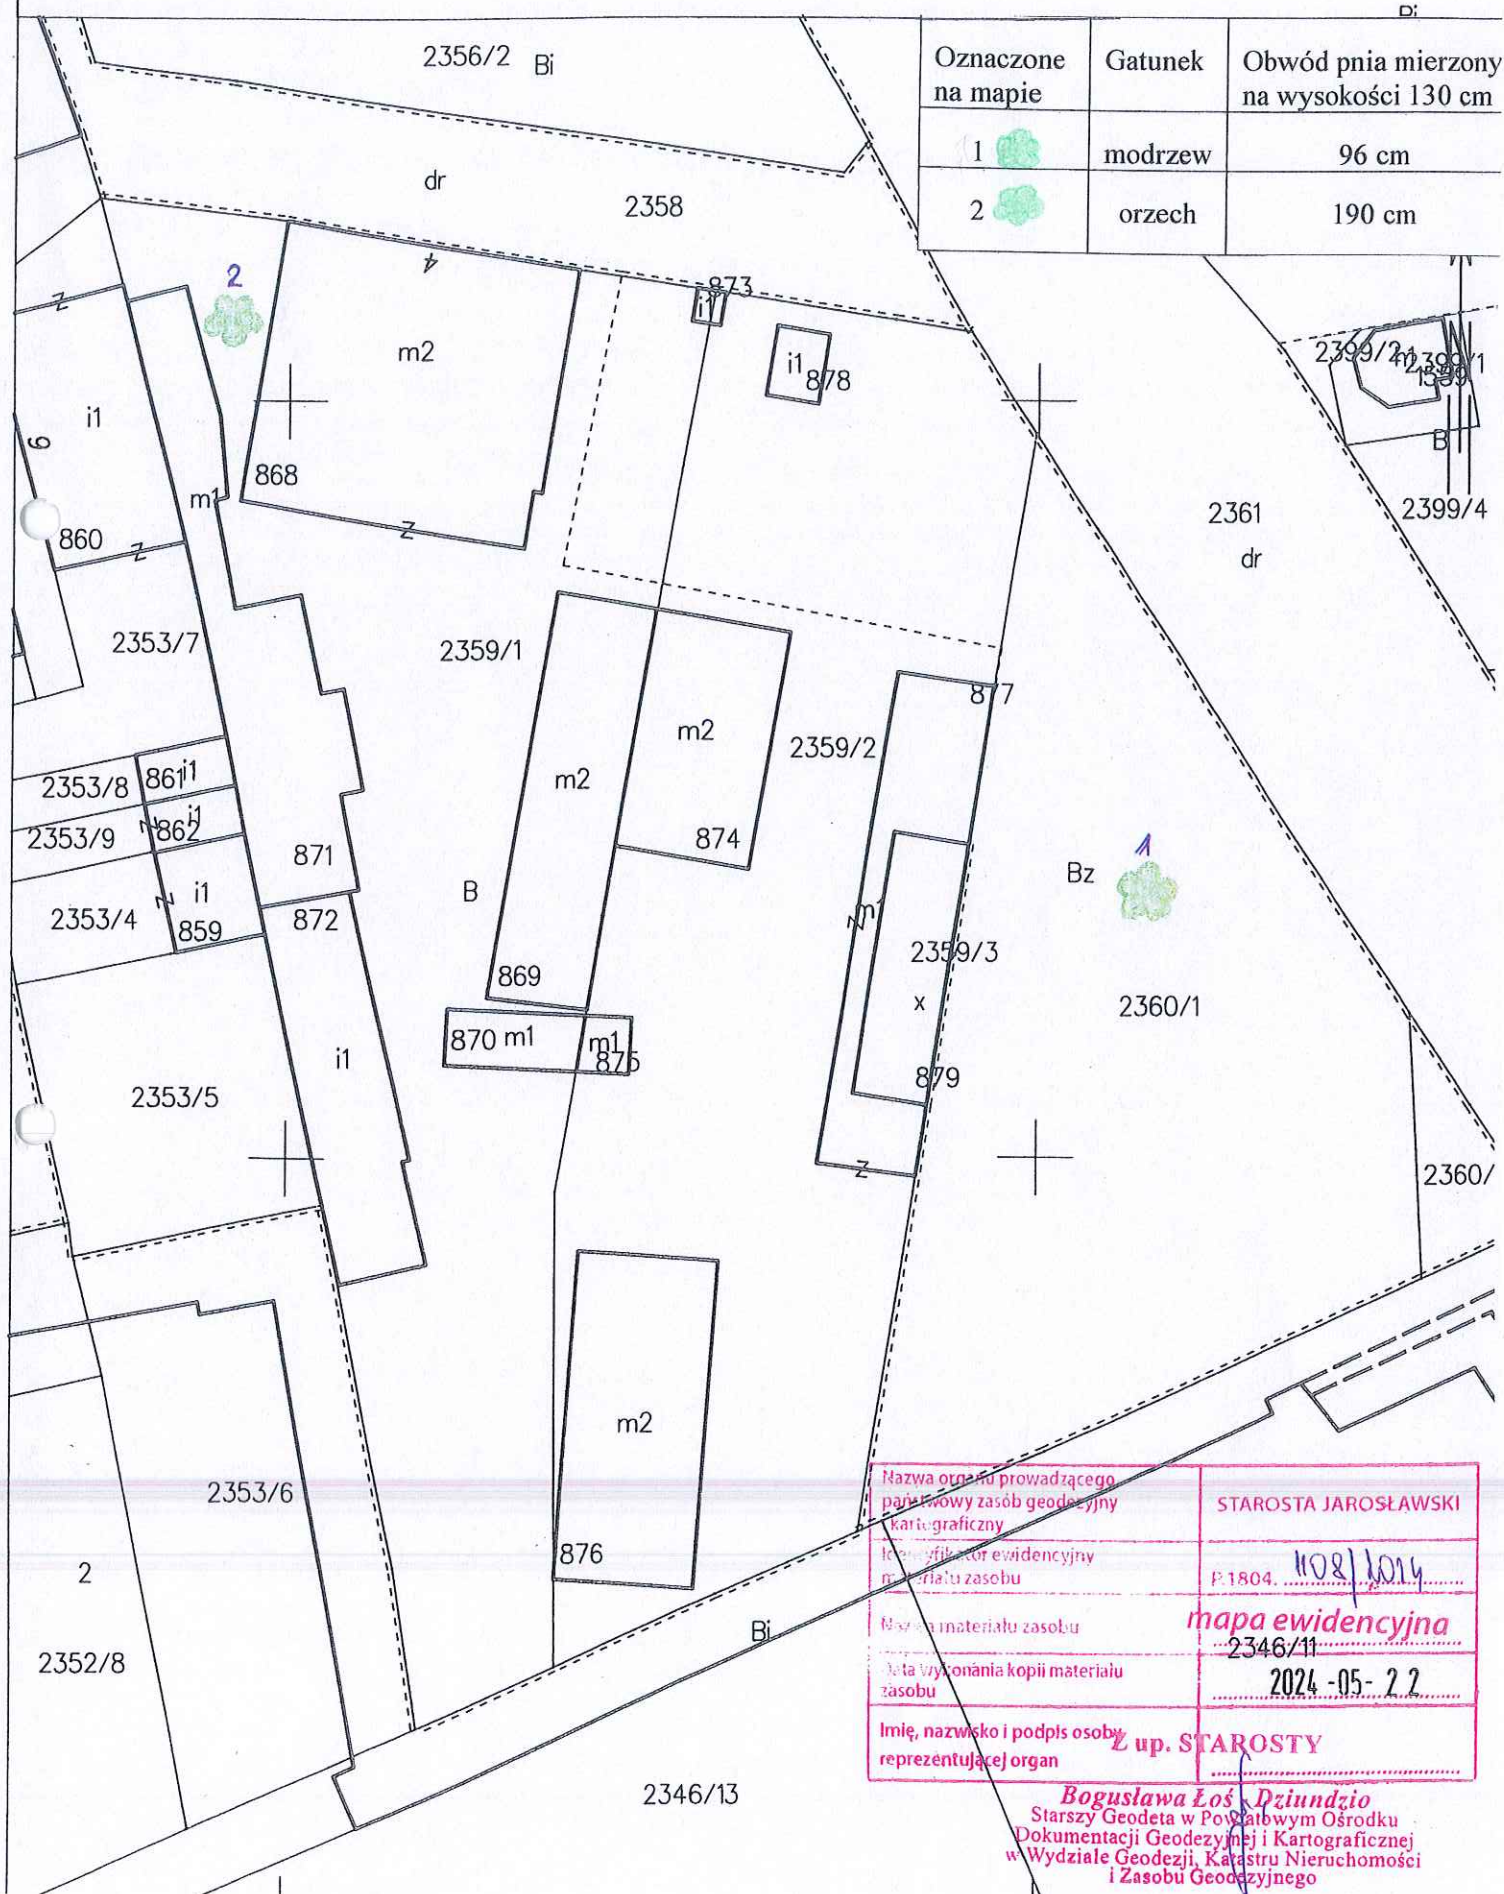 Bi
2356/2 Bi
Oznaczone na mapie Gatunek Obwód pnia mierzony na wysokości 130 cm
1 modrzew 96 cm
2 orzech 190 cm
dr
2358
2
4
873
i1
m2
i1
878
2399/2
2399/1
z
i1
6
868
B
m1
z
2361
2399/4
860
z
dr
2353/7
2359/1
877
m2
2359/2
2353/8
861
i1
m2
2353/9
z
862
i1
874
1
871
Bz
i1
B
z
2353/4
859
872
z
m1
2359/3
869
x
2360/1
870
m1
m1
875
i1
879
2353/5
z
2360/
m2
2353/6
876
2
Bi
2352/8
2346/13
Nazwa organu prowadzącego
państwowy zasób geodezyjny
kartograficzny
STAROSTA JAROSŁAWSKI
Identyfikator ewidencyjny
materiału zasobu
P.1804.
Nazwa materiału zasobu
mapa ewidencyjna
2346/11
Data wykonania kopii materiału
zasobu
2024 -05- 22
Imię, nazwisko i podpis osoby
reprezentującej organ
Z up. STAROSTY
Bogusława Łoś Dziundzio
Starszy Geodeta w Powiatowym Ośrodku
Dokumentacji Geodezyjnej i Kartograficznej
w Wydziale Geodezji, Katastru Nieruchomości
i Zasobu Geodezyjnego